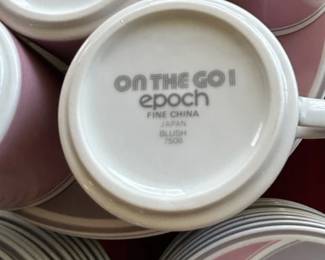 ON THE GO!
epoch
FINE CHINA
JAPAN
BLUSH
7506